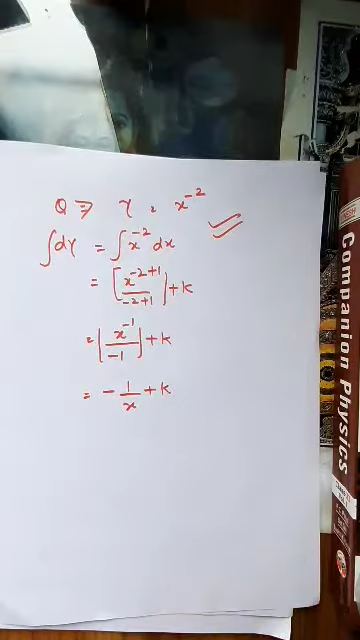 Q ⇒ Y = x⁻²
∫dY = ∫x⁻² dx
= [x⁻²⁺¹/-2+1] + K
= [x⁻¹/-1] + K
= - 1/x + K
Companion Physics